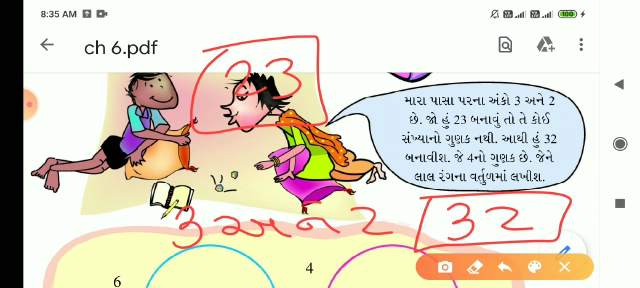 8:35 AM
100
ch 6.pdf
23
મારા પાસા પરના અંકો 3 અને 2
છે. જો હું 23 બનાવું તો તે કોઈ
સંખ્યાનો ગુણક નથી. આથી હું 32
બનાવીશ. જે 4નો ગુણક છે. જેને
લાલ રંગના વર્તુળમાં લખીશ.
3 2 32
6 4